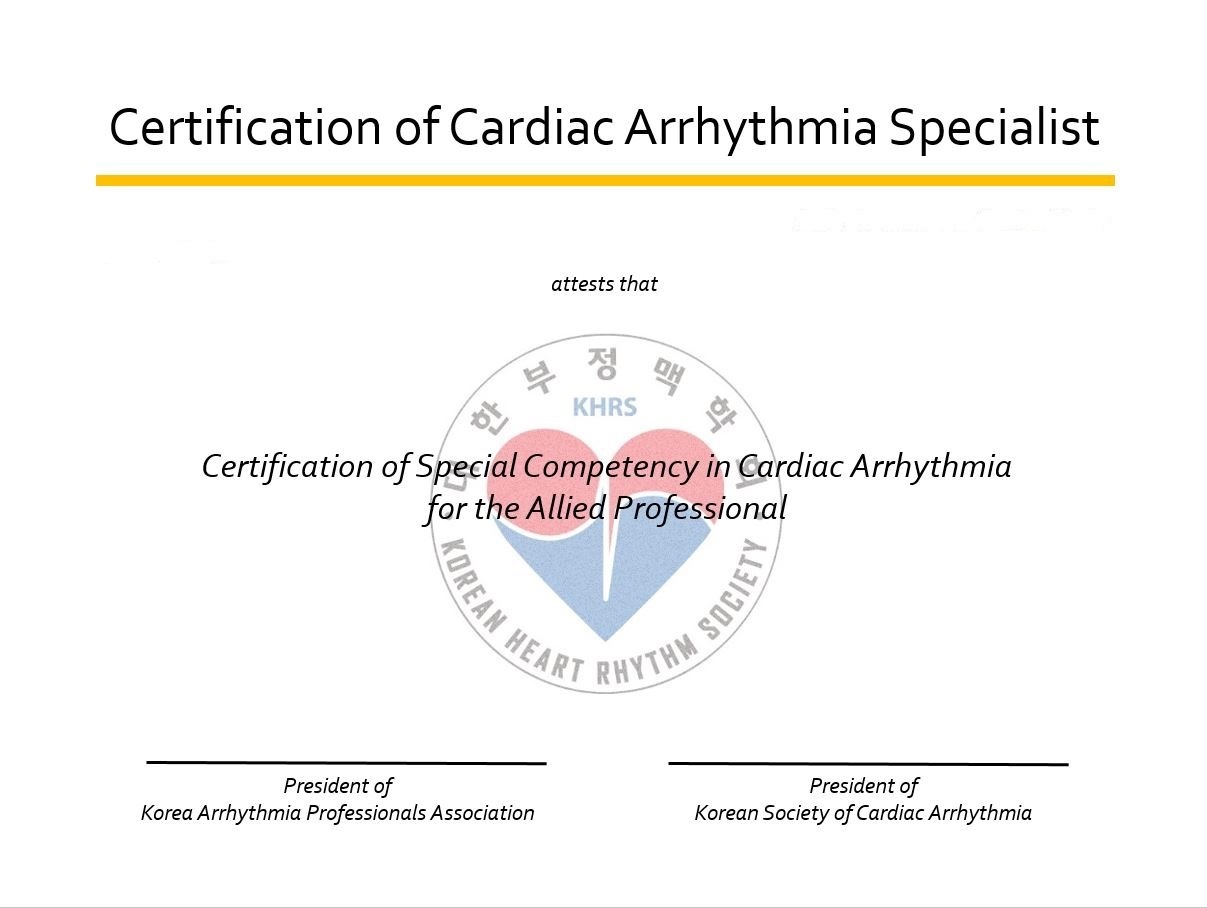 Certification of Cardiac Arrhythmia Specialist
attests that
대한부정맥학회
KHRS
Certification of Special Competency in Cardiac Arrhythmia
for the Allied Professional
KOREAN HEART RHYTHM SOCIETY
President of
Korea Arrhythmia Professionals Association
President of
Korean Society of Cardiac Arrhythmia